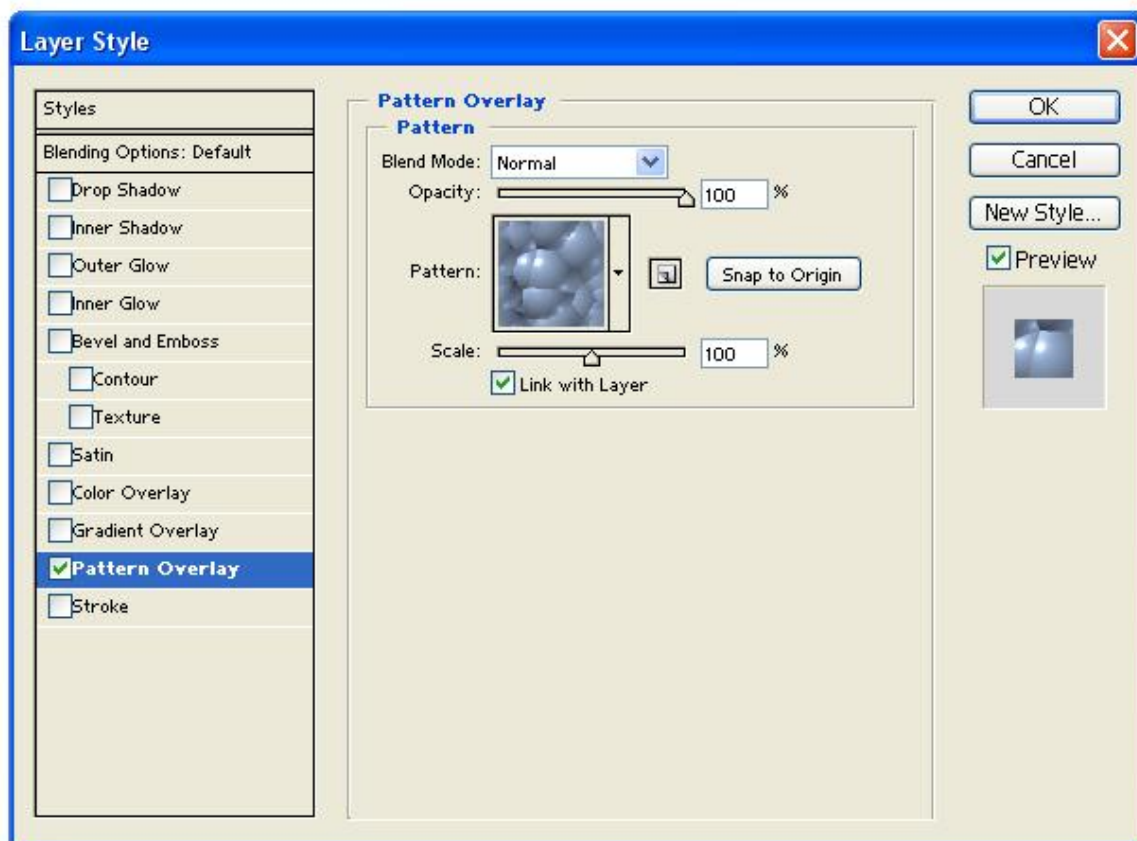 Layer Style
Styles
Blending Options: Default
Drop Shadow
Inner Shadow
Outer Glow
Inner Glow
Bevel and Emboss
Contour
Texture
Satin
Color Overlay
Gradient Overlay
Pattern Overlay
Stroke
Pattern Overlay
Pattern
Blend Mode: Normal
Opacity: 100 %
Pattern: Snap to Origin
Scale: 100 %
Link with Layer
OK
Cancel
New Style...
Preview